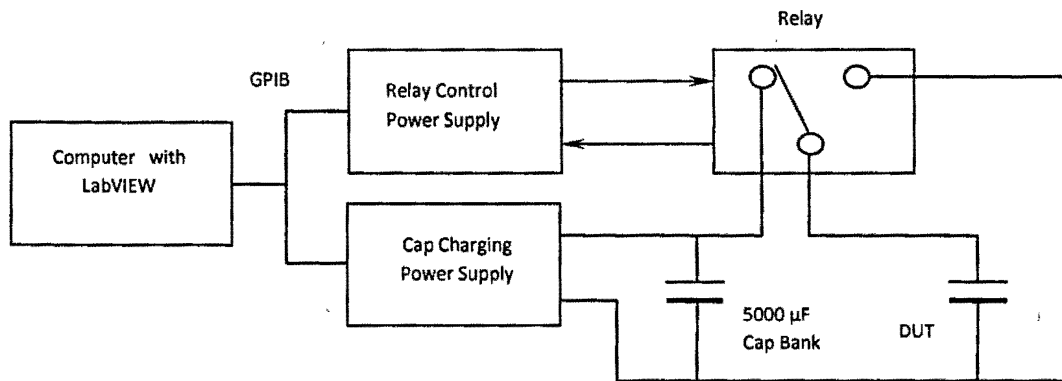 Relay
GPIB
Relay Control
Power Supply
Computer with
LabVIEW
Cap Charging
Power Supply
5000 µF
Cap Bank
DUT